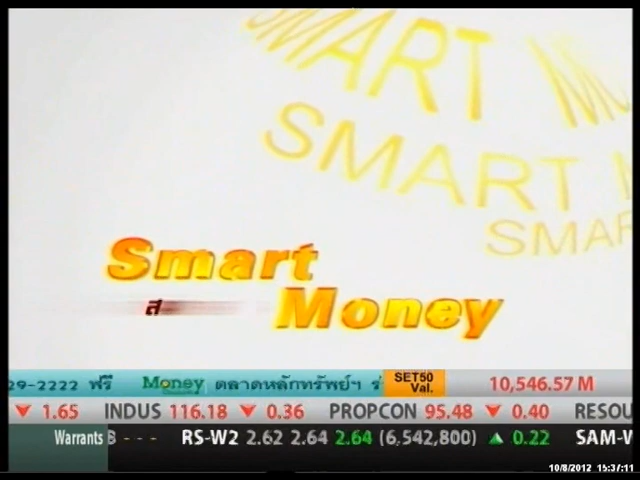 SMART M
SMART M
SMAR
Smart
Money
ส
29-2222 ฟรี Money ตลาดหลักทรัพย์ฯ ร่ SET50 Val. 10,546.57 M
▼ 1.65 INDUS 116.18 ▼ 0.36 PROPCON 95.48 ▼ 0.40 RESOU
Warrants - - - RS-W2 2.62 2.64 2.64 (6,542,800) ▲ 0.22 SAM-W
10/8/2012 15:37:11